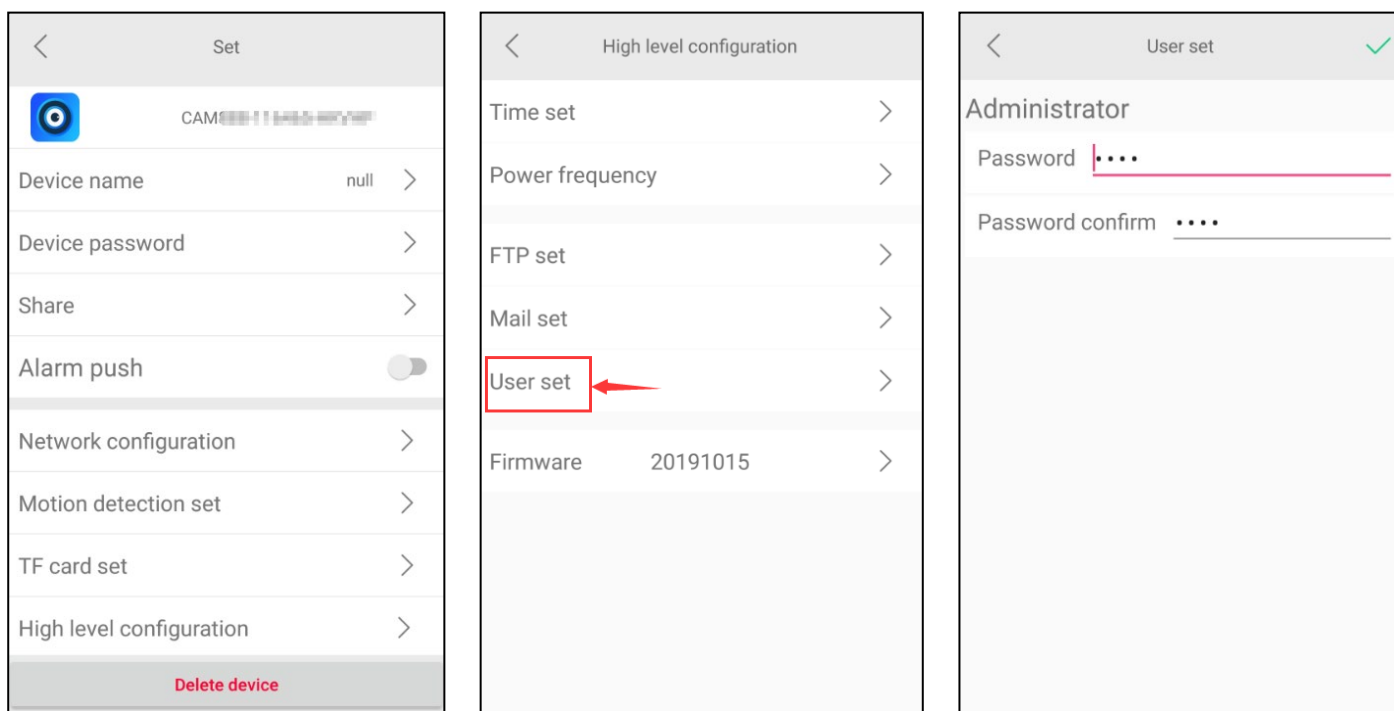 Set
CAM
Device name null
Device password
Share
Alarm push
Network configuration
Motion detection set
TF card set
High level configuration
Delete device
High level configuration
Time set
Power frequency
FTP set
Mail set
User set
Firmware 20191015
User set
Administrator
Password ••••
Password confirm ••••